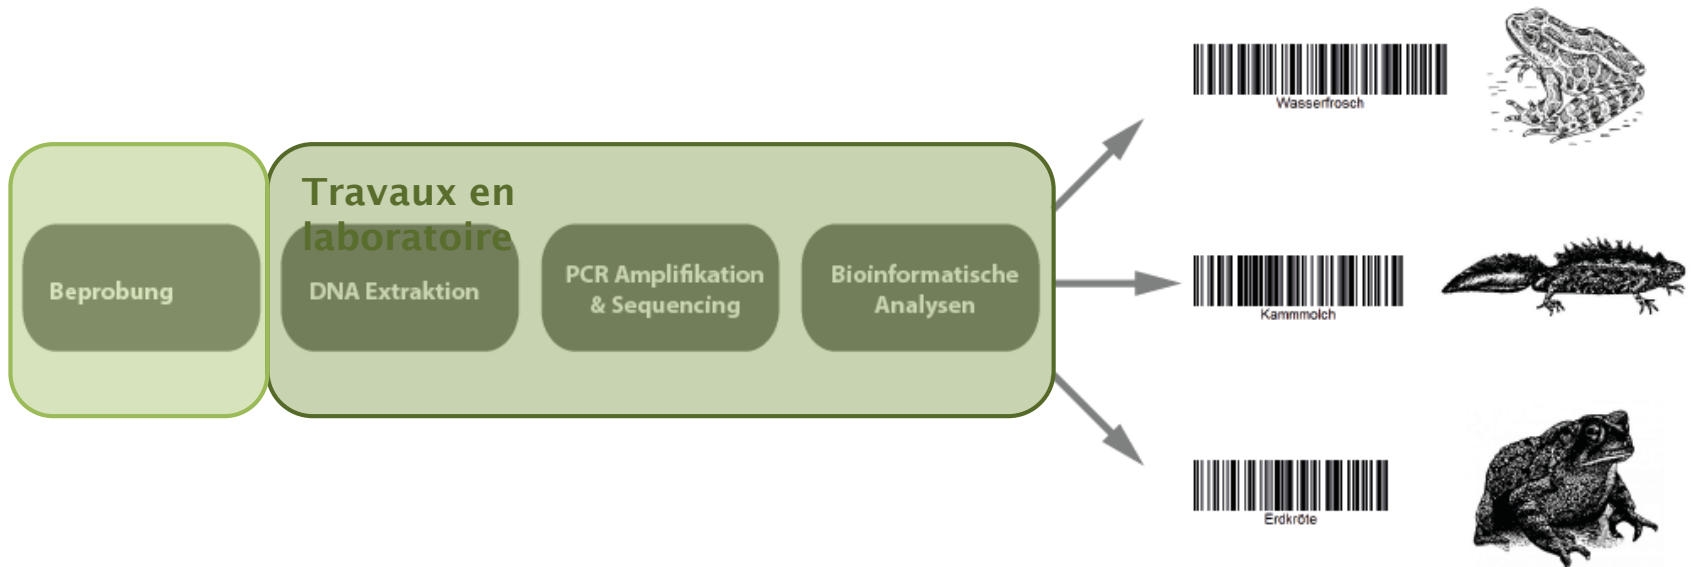 Travaux en
laboratoire
Beprobung
DNA Extraktion
PCR Amplifikation
& Sequencing
Bioinformatische
Analysen
Wasserfrosch
Kammmolch
Erdkröte